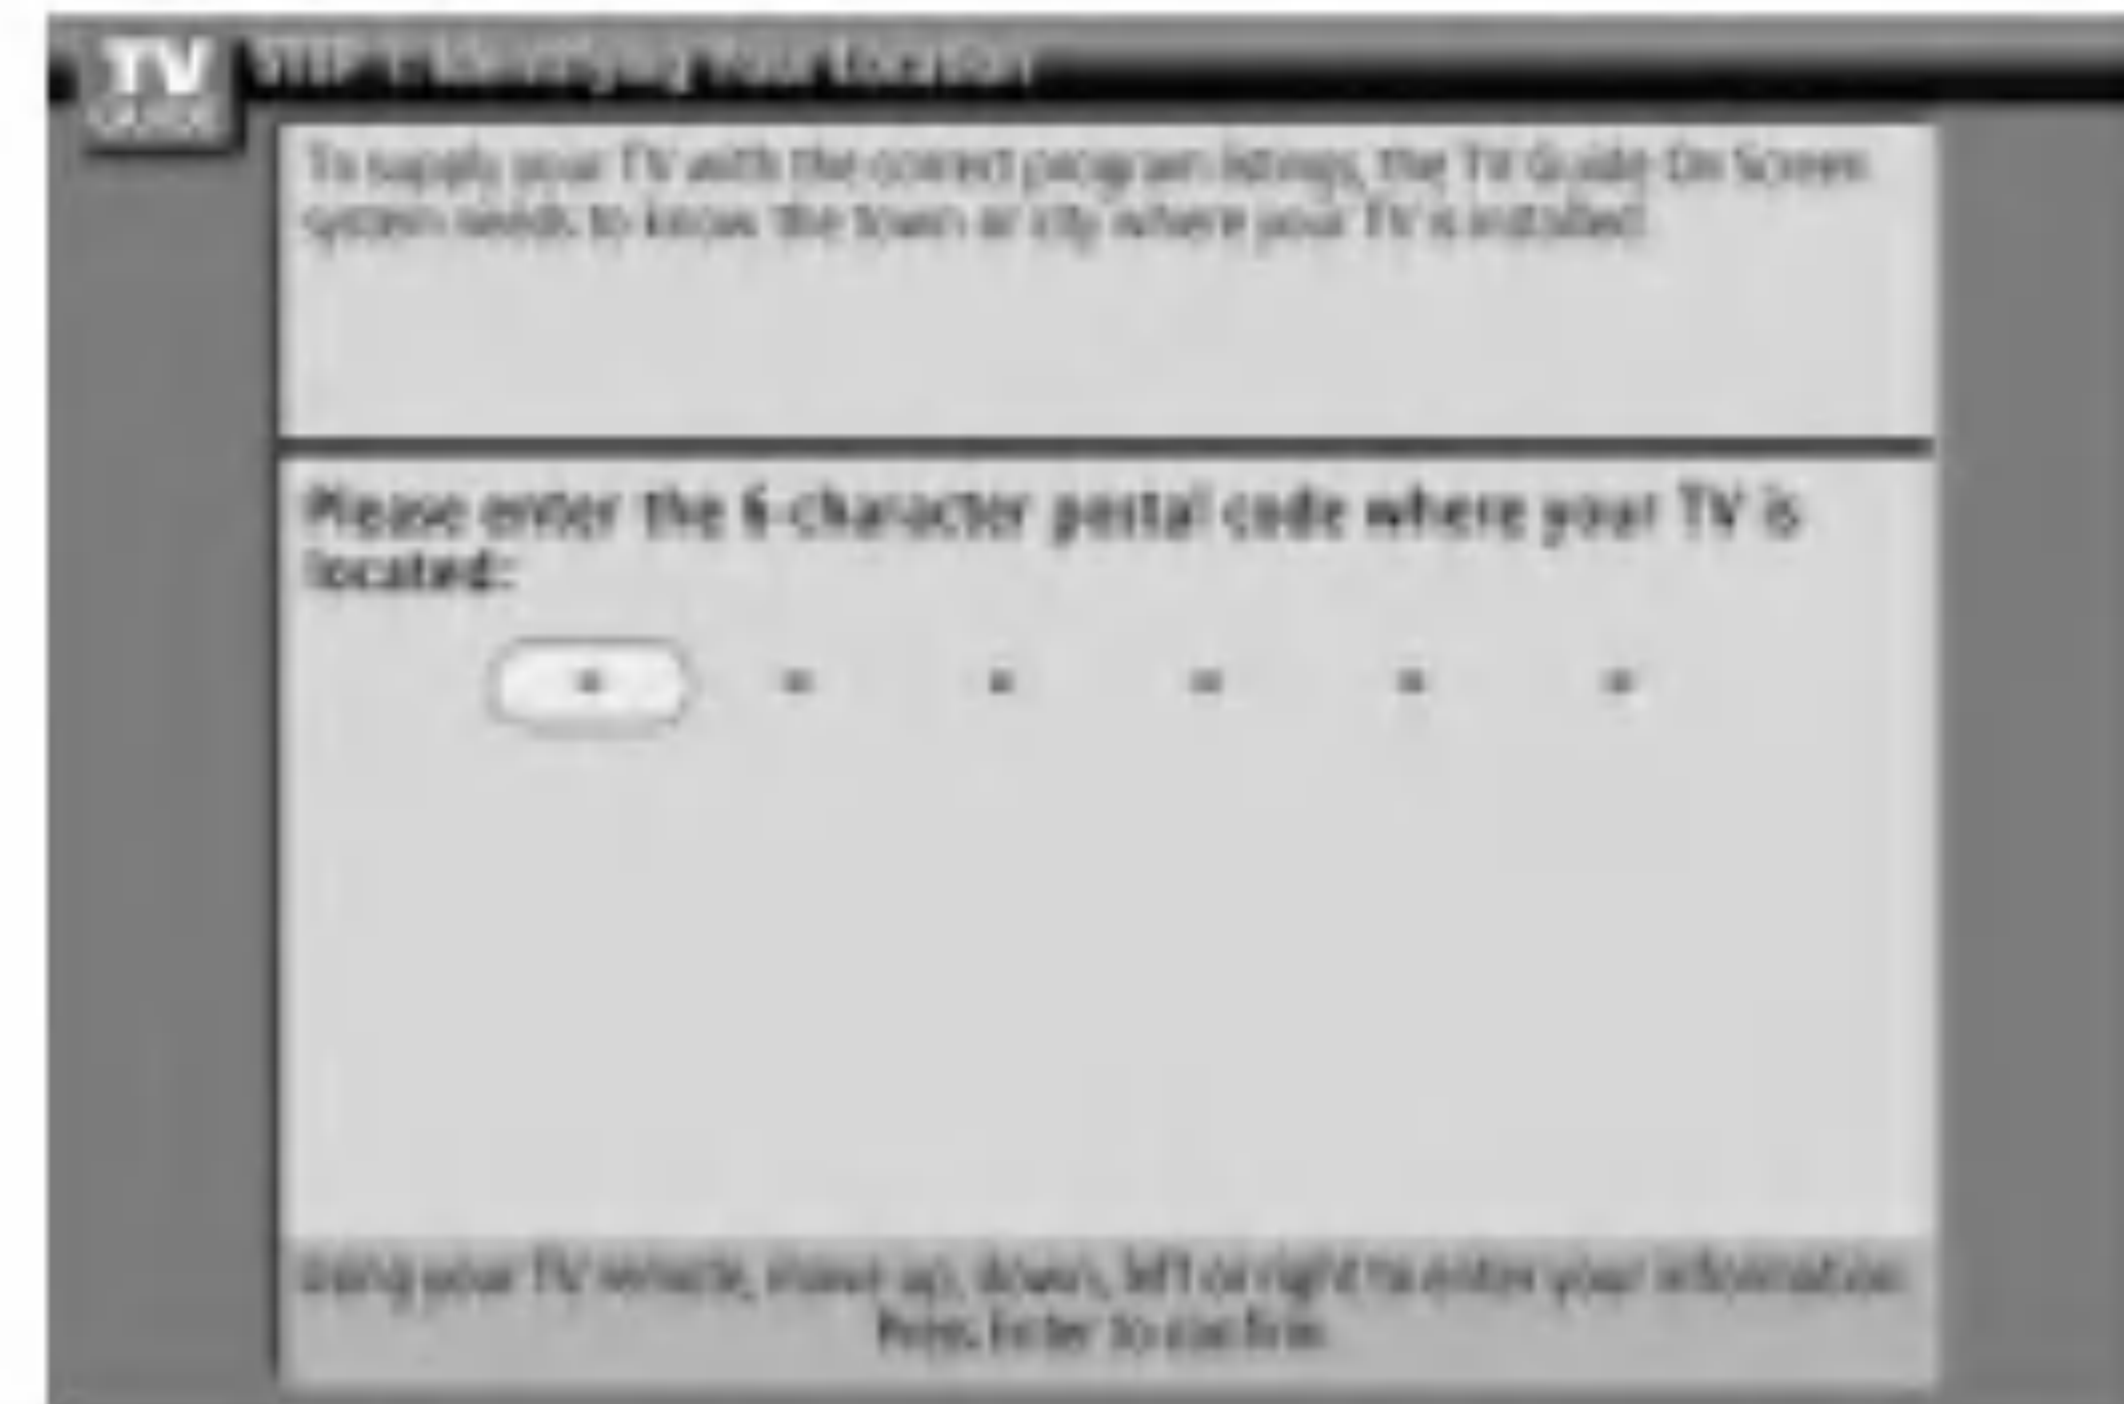 TV
GUIDE
STEP 1: Identifying Your Location
To supply your TV with the correct program listings, the TV Guide On Screen
system needs to know the town or city where your TV is installed.
Please enter the 6-character postal code where your TV is
located:
Using your TV remote, move up, down, left or right to enter your information.
Press Enter to confirm.